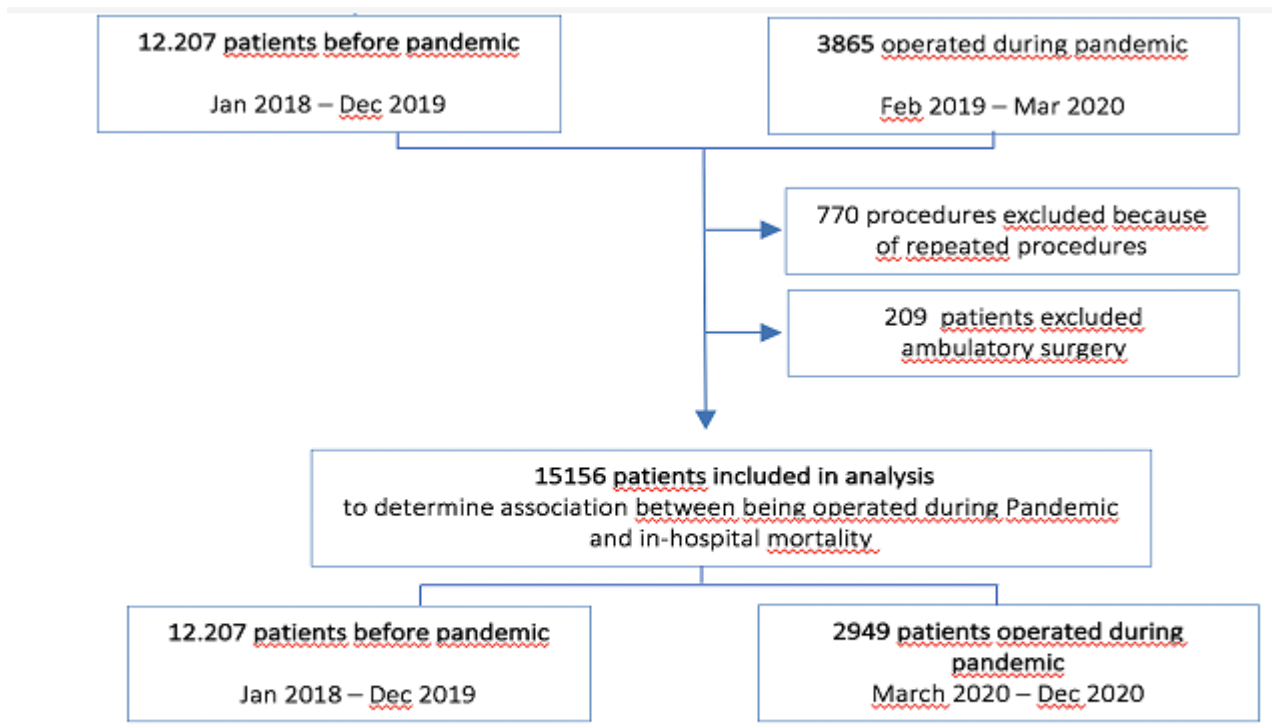 12.207 patients before pandemic
Jan 2018 – Dec 2019
3865 operated during pandemic
Feb 2019 – Mar 2020
770 procedures excluded because
of repeated procedures
209 patients excluded
ambulatory surgery
15156 patients included in analysis
to determine association between being operated during Pandemic
and in-hospital mortality
12.207 patients before pandemic
Jan 2018 – Dec 2019
2949 patients operated during
pandemic
March 2020 – Dec 2020